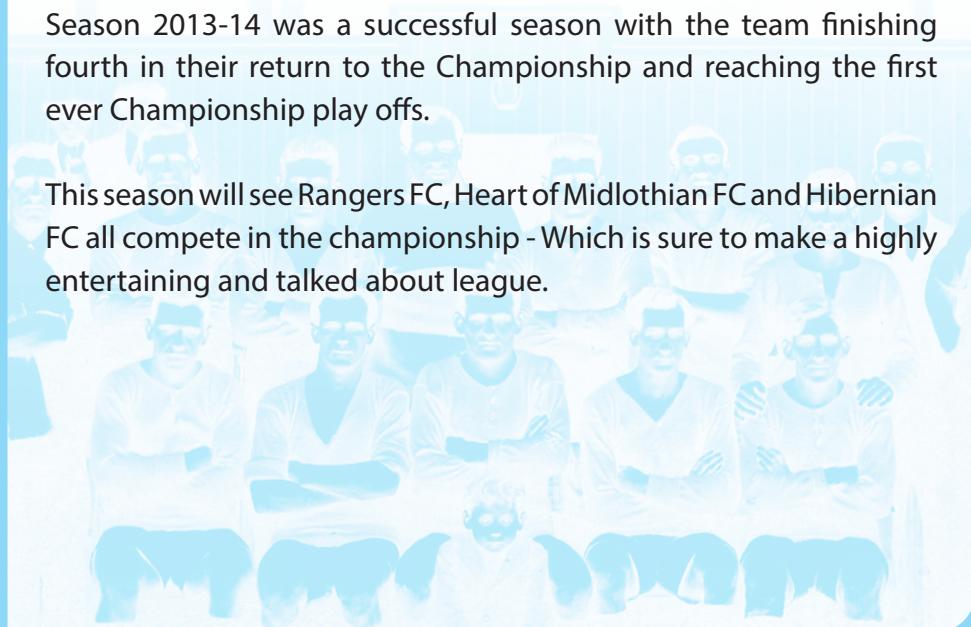 Season 2013-14 was a successful season with the team finishing
fourth in their return to the Championship and reaching the first
ever Championship play offs.
This season will see Rangers FC, Heart of Midlothian FC and Hibernian
FC all compete in the championship - Which is sure to make a highly
entertaining and talked about league.